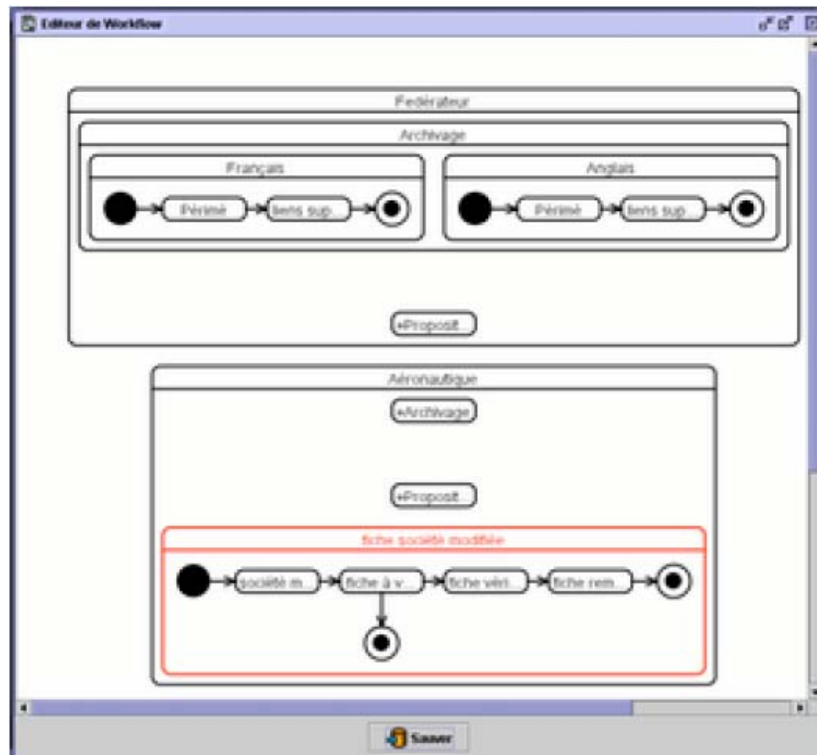 Editeur de Workflow
Fedérateur
Archivage
Français
Anglais
Périmé
liens sup...
Périmé
liens sup...
+Proposit...
Aéronautique
+Archivage
+Proposit...
fiche société modifiée
société m...
fiche à v...
fiche véri...
fiche rem...
Sauver